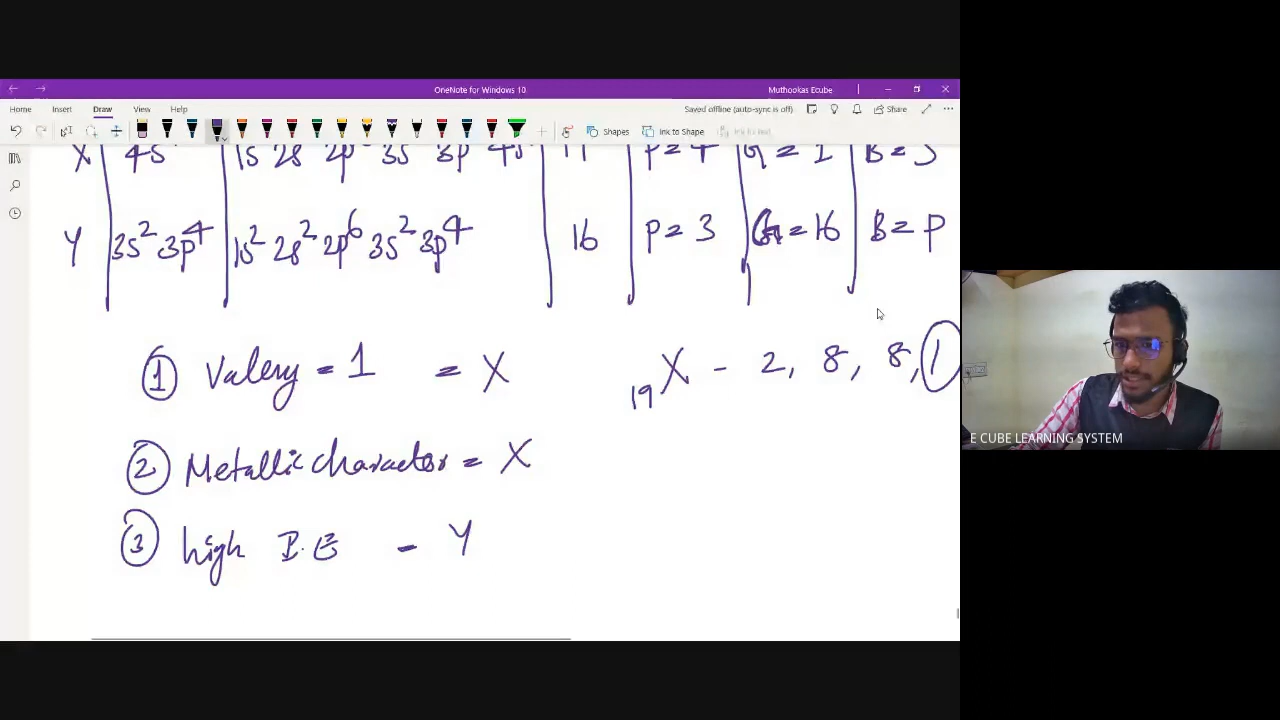 OneNote for Windows 10
Muthookas Ecube
Home Insert Draw View Help
Saved offline (auto-sync is off)
Share
Shapes
Ink to Shape
Ink to Text
X 4s 1s 2s 2p 3s 3p 4s P = 4 G = 1 B = S
Y 3s² 3p⁴ 1s² 2s² 2p⁶ 3s² 3p⁴ 16 P = 3 G = 16 B = P
① Valency = 1 = X ₁₉X - 2, 8, 8, 1
② Metallic character = X
③ high I.E - Y
E CUBE LEARNING SYSTEM